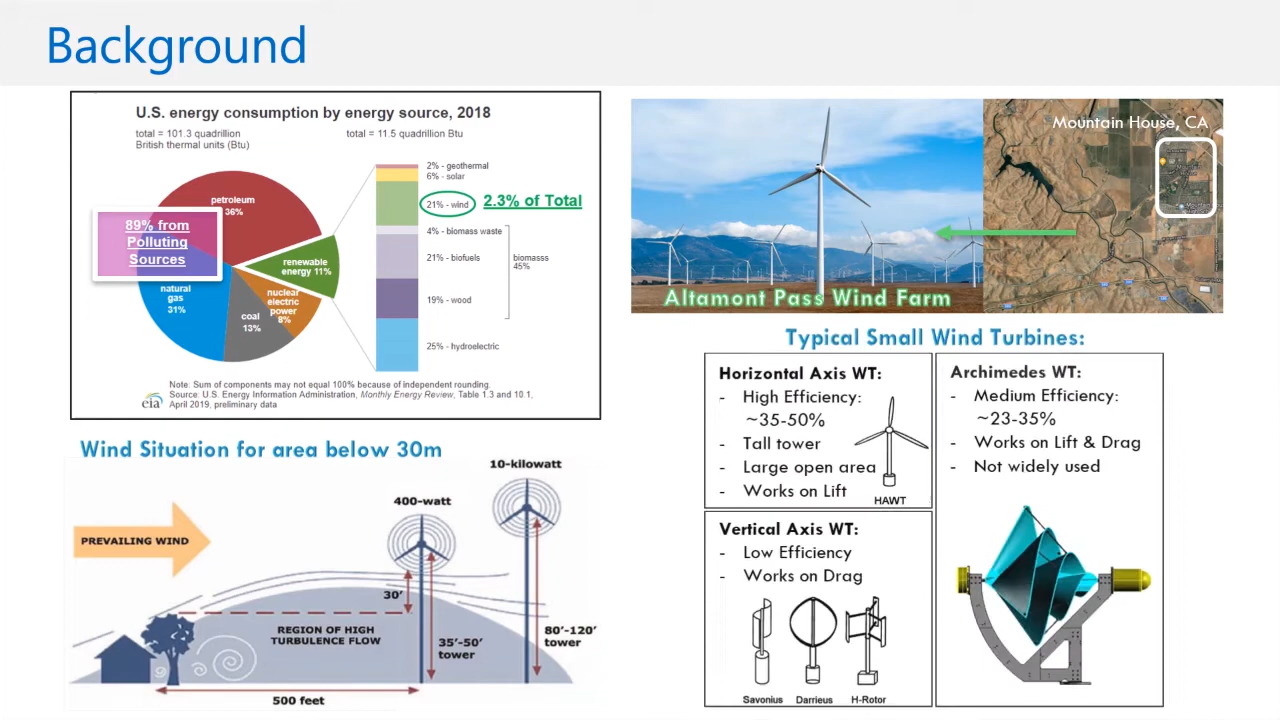 Background
U.S. energy consumption by energy source, 2018
total = 101.3 quadrillion
British thermal units (Btu)
total = 11.5 quadrillion Btu
petroleum
36%
89% from
Polluting
Sources
natural
gas
31%
coal
13%
nuclear
electric
power
8%
renewable
energy 11%
2% - geothermal
6% - solar
21% - wind
2.3% of Total
4% - biomass waste
21% - biofuels
biomasss
45%
19% - wood
25% - hydroelectric
Note: Sum of components may not equal 100% because of independent rounding.
Source: U.S. Energy Information Administration, Monthly Energy Review, Table 1.3 and 10.1,
April 2019, preliminary data
eia
Mountain House, CA
Altamont Pass Wind Farm
Wind Situation for area below 30m
10-kilowatt
400-watt
PREVAILING WIND
30'
REGION OF HIGH
TURBULENCE FLOW
35'-50'
tower
80'-120'
tower
500 feet
Typical Small Wind Turbines:
Horizontal Axis WT:
- High Efficiency:
~35-50%
- Tall tower
- Large open area
- Works on Lift
HAWT
Vertical Axis WT:
- Low Efficiency
- Works on Drag
Savonius
Darrieus
H-Rotor
Archimedes WT:
- Medium Efficiency:
~23-35%
- Works on Lift & Drag
- Not widely used